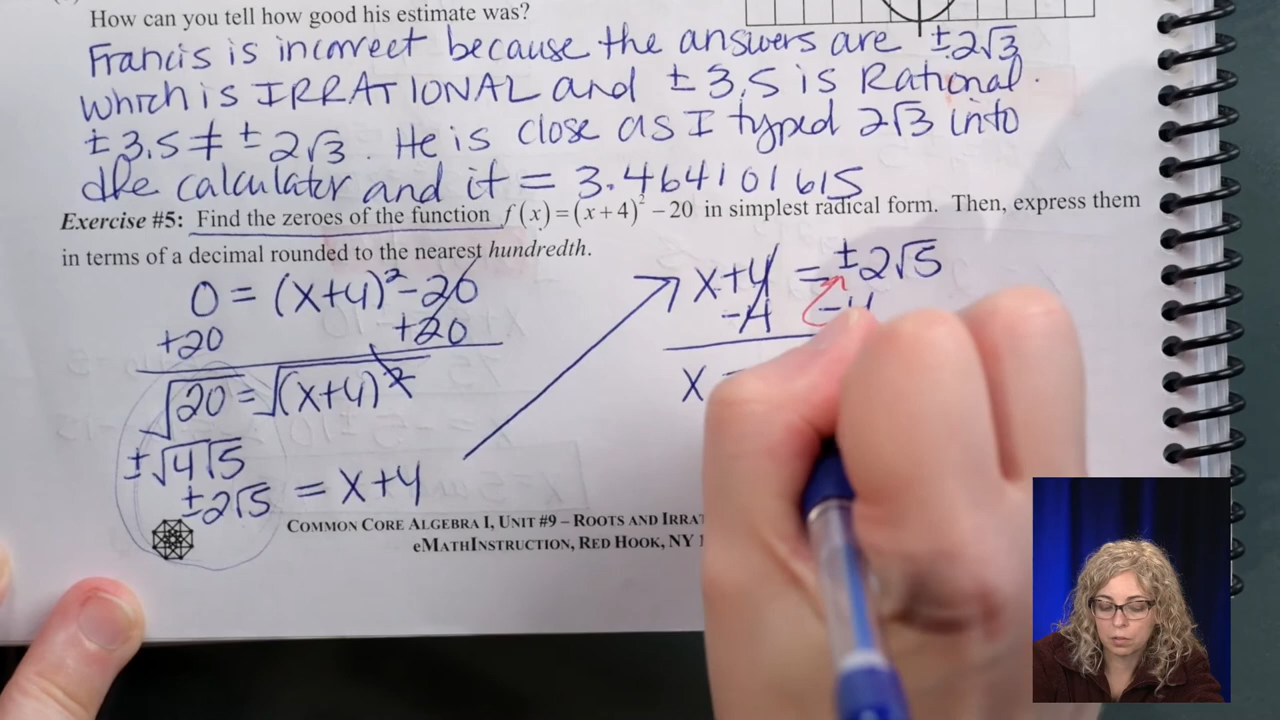 How can you tell how good his estimate was?
Francis is incorrect because the answers are ±2√3
which is IRRATIONAL and ±3.5 is Rational.
±3.5 ≠ ±2√3. He is close as I typed 2√3 into
the calculater and it = 3.464101615
Exercise #5: Find the zeroes of the function f(x)=(x+4)²−20 in simplest radical form. Then, express them
in terms of a decimal rounded to the nearest hundredth.
0 = (x+4)²-20
+20 +20
√20 = √(x+4)²
±√4√5
±2√5 = x+4
x+4 = ±2√5
-4 -4
x
COMMON CORE ALGEBRA I, UNIT #9 – ROOTS AND
EMATHINSTRUCTION, RED HOOK, NY